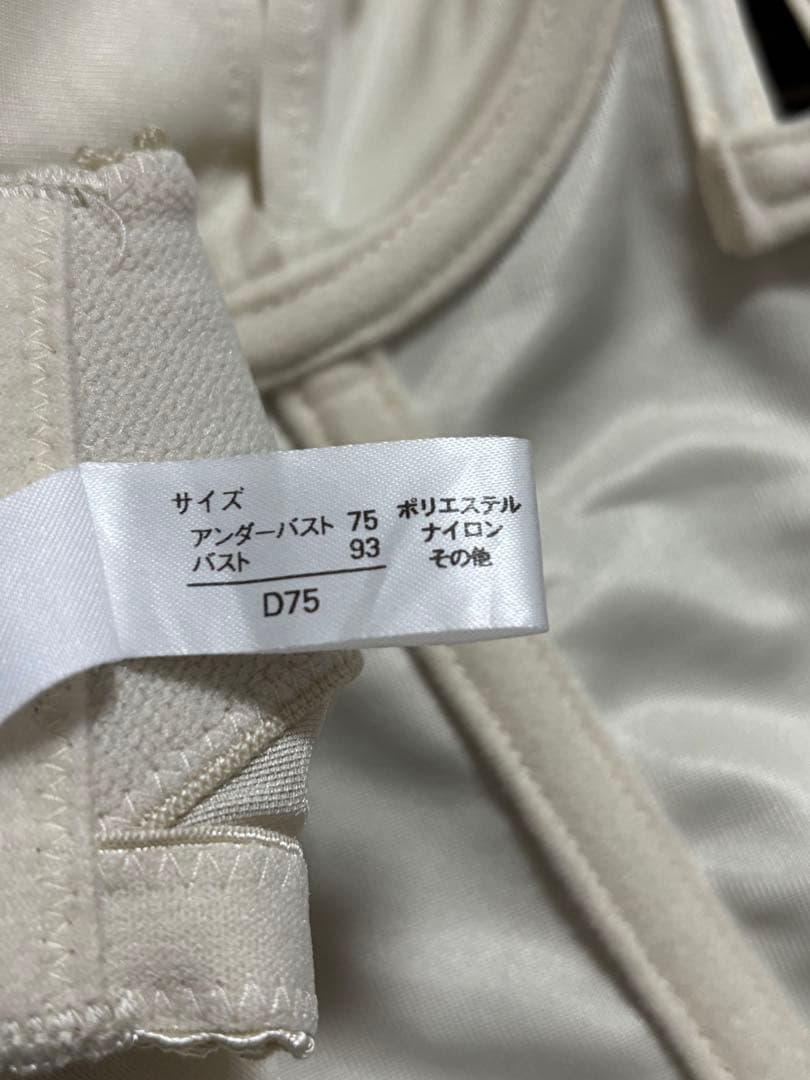 サイズ
アンダーバスト 75
バスト 93
D75
ポリエステル
ナイロン
その他